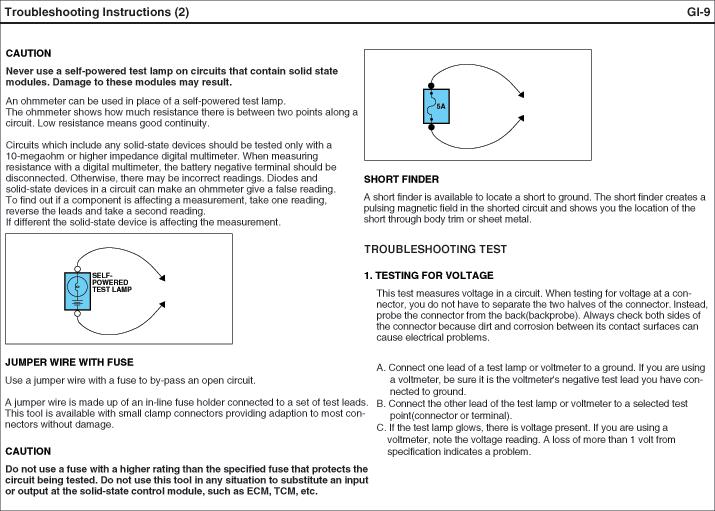 Troubleshooting Instructions (2)
GI-9
CAUTION
Never use a self-powered test lamp on circuits that contain solid state
modules. Damage to these modules may result.
An ohmmeter can be used in place of a self-powered test lamp.
The ohmmeter shows how much resistance there is between two points along a
circuit. Low resistance means good continuity.
Circuits which include any solid-state devices should be tested only with a
10-megaohm or higher impedance digital multimeter. When measuring
resistance with a digital multimeter, the battery negative terminal should be
disconnected. Otherwise, there may be incorrect readings. Diodes and
solid-state devices in a circuit can make an ohmmeter give a false reading.
To find out if a component is affecting a measurement, take one reading,
reverse the leads and take a second reading.
If different the solid-state device is affecting the measurement.
SELF-
POWERED
TEST LAMP
JUMPER WIRE WITH FUSE
Use a jumper wire with a fuse to by-pass an open circuit.
A jumper wire is made up of an in-line fuse holder connected to a set of test leads.
This tool is available with small clamp connectors providing adaption to most con-
nectors without damage.
CAUTION
Do not use a fuse with a higher rating than the specified fuse that protects the
circuit being tested. Do not use this tool in any situation to substitute an input
or output at the solid-state control module, such as ECM, TCM, etc.
5A
SHORT FINDER
A short finder is available to locate a short to ground. The short finder creates a
pulsing magnetic field in the shorted circuit and shows you the location of the
short through body trim or sheet metal.
TROUBLESHOOTING TEST
1. TESTING FOR VOLTAGE
This test measures voltage in a circuit. When testing for voltage at a con-
nector, you do not have to separate the two halves of the connector. Instead,
probe the connector from the back(backprobe). Always check both sides of
the connector because dirt and corrosion between its contact surfaces can
cause electrical problems.
A. Connect one lead of a test lamp or voltmeter to a ground. If you are using
a voltmeter, be sure it is the voltmeter's negative test lead you have con-
nected to ground.
B. Connect the other lead of the test lamp or voltmeter to a selected test
point(connector or terminal).
C. If the test lamp glows, there is voltage present. If you are using a
voltmeter, note the voltage reading. A loss of more than 1 volt from
specification indicates a problem.